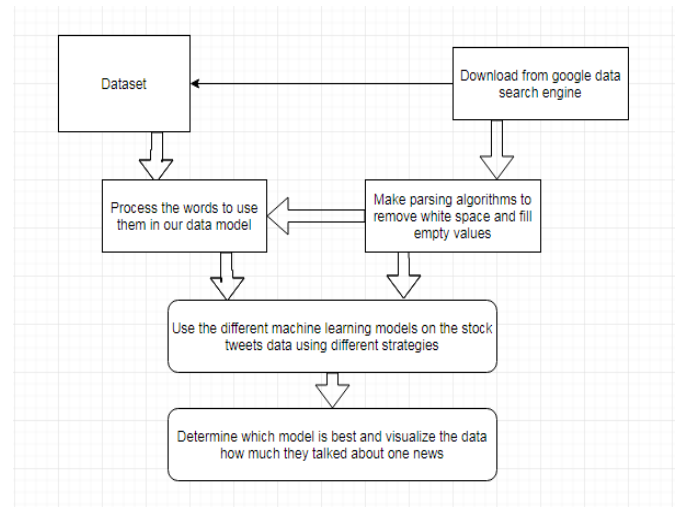 Dataset
Download from google data
search engine
Process the words to use
them in our data model
Make parsing algorithms to
remove white space and fill
empty values
Use the different machine learning models on the stock
tweets data using different strategies
Determine which model is best and visualize the data
how much they talked about one news